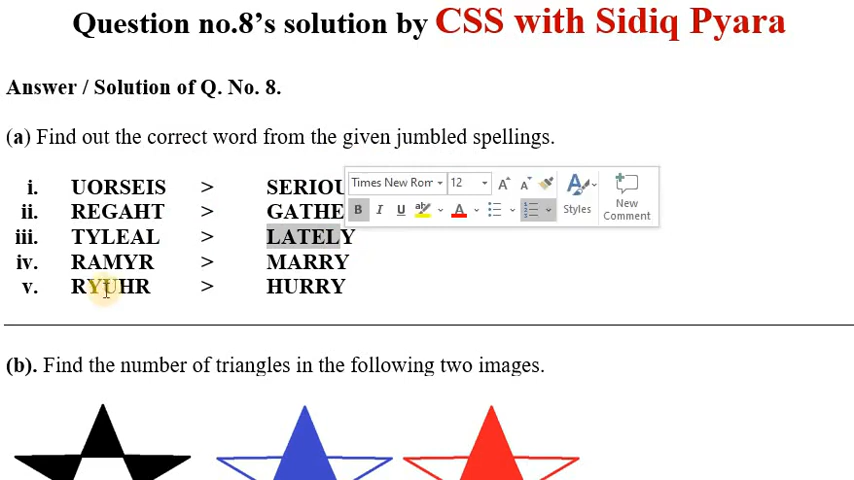 Question no.8's solution by CSS with Sidiq Pyara
Answer / Solution of Q. No. 8.
(a) Find out the correct word from the given jumbled spellings.
i. UORSEIS >
ii. REGAHT >
iii. TYLEAL > LATELY
iv. RAMYR > MARRY
v. RYUHR > HURRY
Times New Rom 12
Styles
New Comment
(b). Find the number of triangles in the following two images.